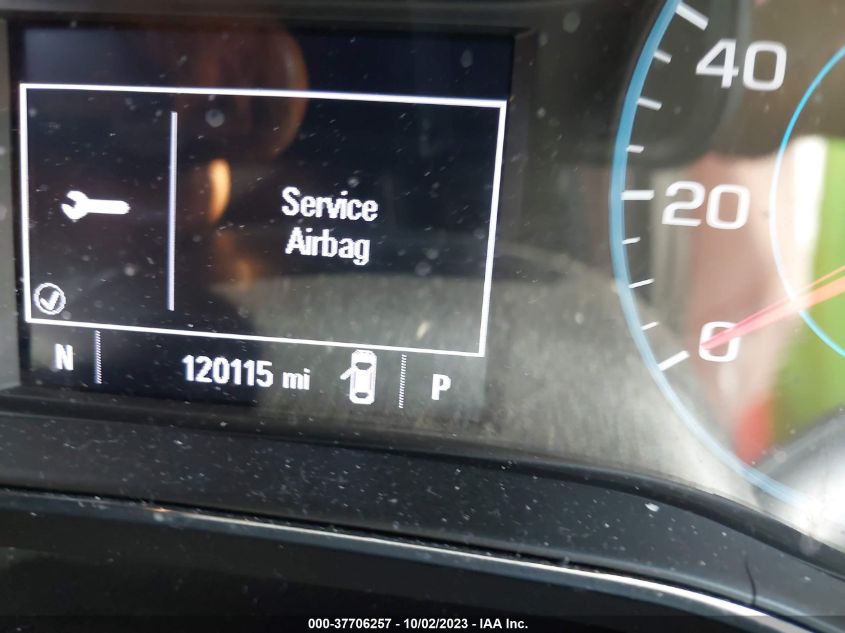 Service
Airbag
N 120115 mi P
40
20
0
000-37706257 - 10/02/2023 - IAA Inc.